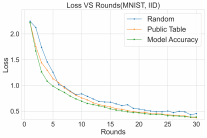 Loss VS Rounds(MNIST, IID)
Random
Public Table
Model Accuracy
Loss
2.0
1.5
1.0
0.5
0 5 10 15 20 25 30
Rounds